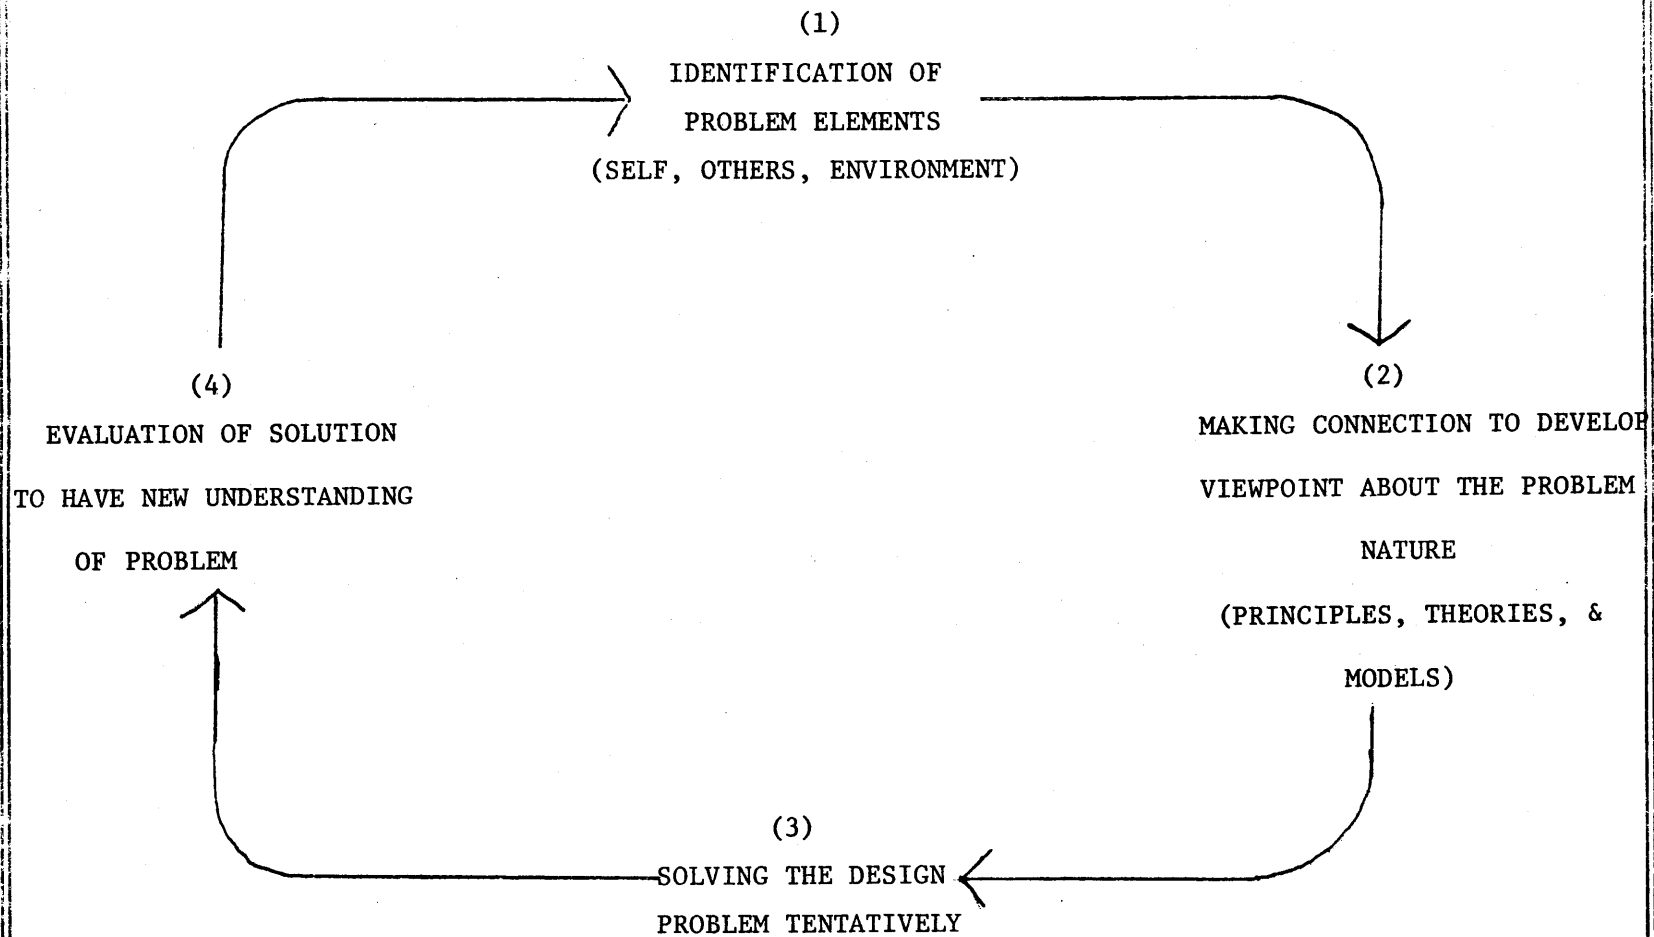 (1)
IDENTIFICATION OF
PROBLEM ELEMENTS
(SELF, OTHERS, ENVIRONMENT)
(2)
MAKING CONNECTION TO DEVELOP
VIEWPOINT ABOUT THE PROBLEM
NATURE
(PRINCIPLES, THEORIES, &
MODELS)
(3)
SOLVING THE DESIGN
PROBLEM TENTATIVELY
(4)
EVALUATION OF SOLUTION
TO HAVE NEW UNDERSTANDING
OF PROBLEM